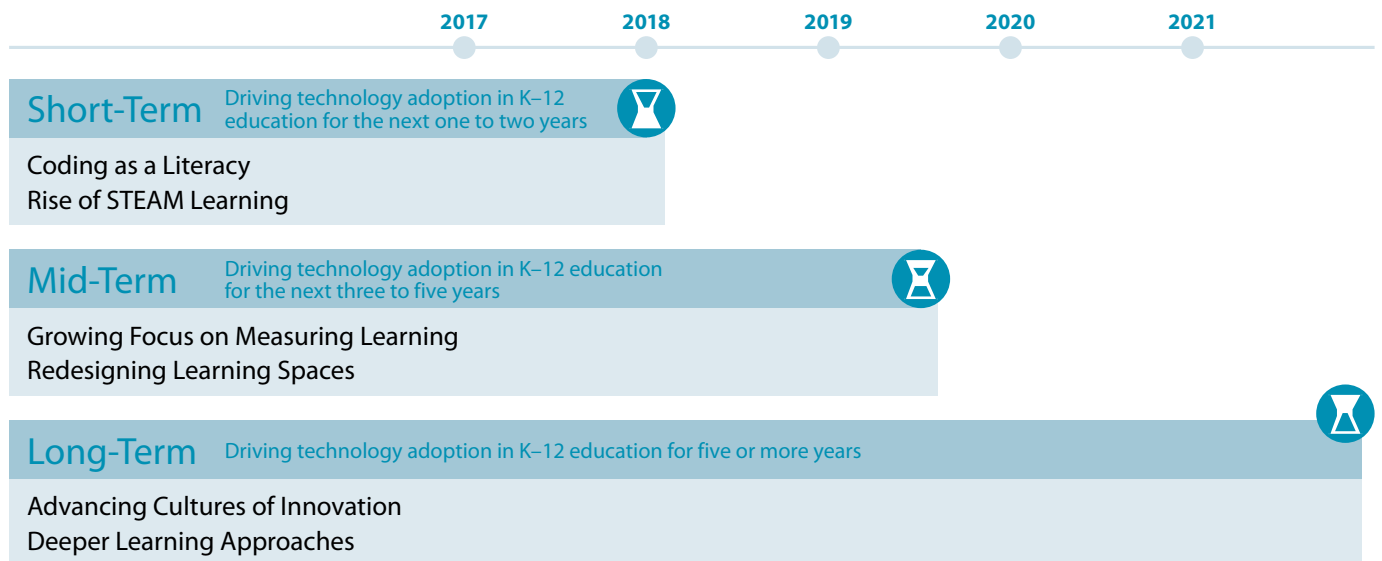 2017 2018 2019 2020 2021
Short-Term
Driving technology adoption in K–12
education for the next one to two years
Coding as a Literacy
Rise of STEAM Learning
Mid-Term
Driving technology adoption in K–12 education
for the next three to five years
Growing Focus on Measuring Learning
Redesigning Learning Spaces
Long-Term
Driving technology adoption in K–12 education for five or more years
Advancing Cultures of Innovation
Deeper Learning Approaches